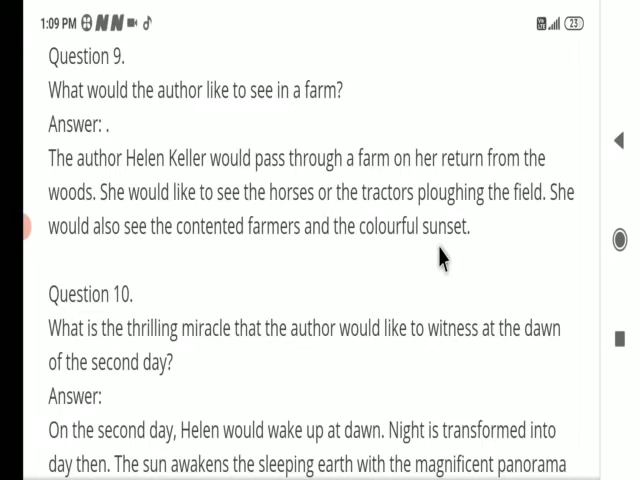 1:09 PM
23
Question 9.
What would the author like to see in a farm?
Answer: .
The author Helen Keller would pass through a farm on her return from the
woods. She would like to see the horses or the tractors ploughing the field. She
would also see the contented farmers and the colourful sunset.
Question 10.
What is the thrilling miracle that the author would like to witness at the dawn
of the second day?
Answer:
On the second day, Helen would wake up at dawn. Night is transformed into
day then. The sun awakens the sleeping earth with the magnificent panorama